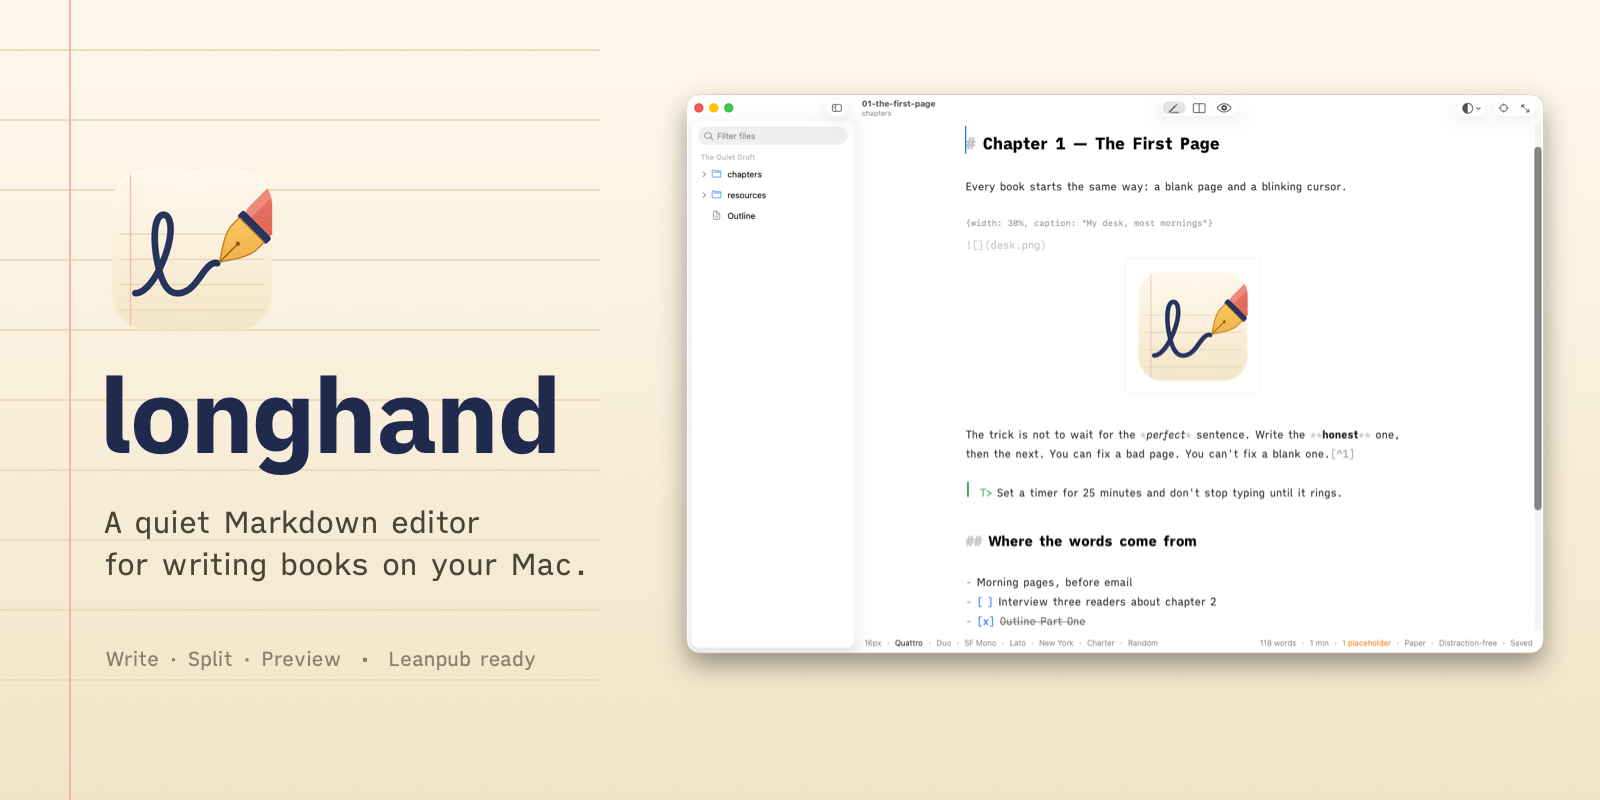 longhand
A quiet Markdown editor
for writing books on your Mac.
Write · Split · Preview · Leanpub ready
01-the-first-page
chapters
Filter files
The Quiet Draft
chapters
resources
Outline
# Chapter 1 — The First Page
Every book starts the same way: a blank page and a blinking cursor.
{width: 30%, caption: "My desk, most mornings"}
![](desk.png)
The trick is not to wait for the *perfect* sentence. Write the **honest** one,
then the next. You can fix a bad page. You can't fix a blank one.[^1]
T> Set a timer for 25 minutes and don't stop typing until it rings.
## Where the words come from
- Morning pages, before email
- [ ] Interview three readers about chapter 2
- [x] Outline Part One
16px · Quattro · Duo · SF Mono · Lato · New York · Charter · Random
118 words · 1 min · 1 placeholder · Paper · Distraction-free · Saved